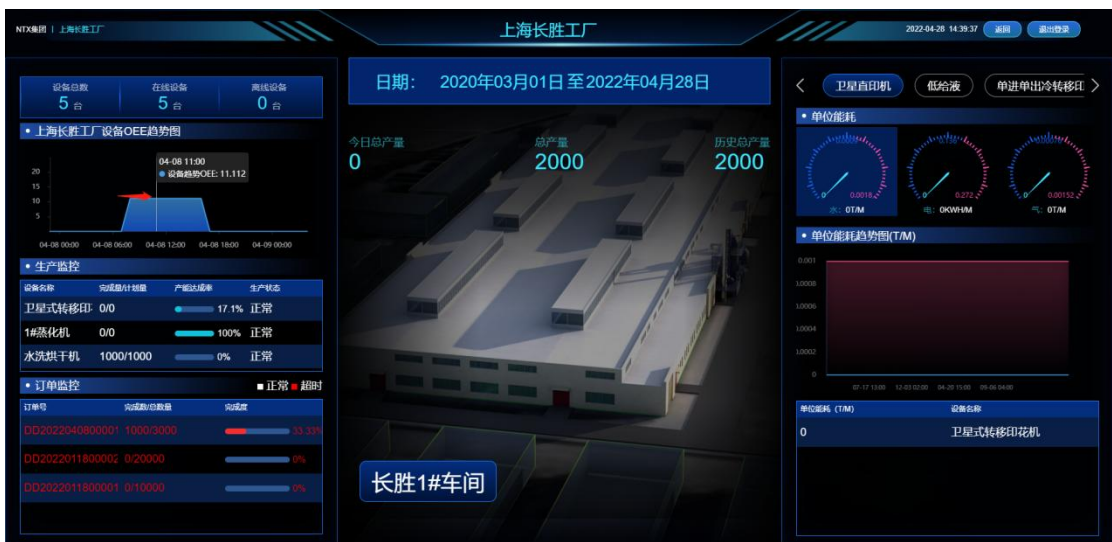 NTX集团 | 上海长胜工厂
上海长胜工厂
2022-04-28 14:39:37 返回 退出登录
设备总数 在线设备 离线设备
5 台 5 台 0 台
• 上海长胜工厂设备OEE趋势图
04-08 11:00
设备趋势OEE: 11.112
20
15
10
5
04-08 00:00 04-08 06:00 04-08 12:00 04-08 18:00 04-09 00:00
• 生产监控
设备名称 完成量/计划量 产能达成率 生产状态
卫星式转移印 0/0 17.1% 正常
1#蒸化机 0/0 100% 正常
水洗烘干机 1000/1000 0% 正常
• 订单监控 正常 超时
订单号 完成数/总数量 完成度
DD2022040800001 1000/3000 33.33%
DD2022011800002 0/20000 0%
DD2022011800001 0/10000 0%
日期: 2020年03月01日 至 2022年04月28日
今日总产量 总产量 历史总产量
0 2000 2000
长胜1#车间
卫星直印机 低给液 单进单出冷转移印
• 单位能耗
0 0.0018 0 0.272 0 0.00152
水: 0T/M 电: 0KWH/M 气: 0T/M
• 单位能耗趋势图(T/M)
0.001
0.0008
0.0006
0.0004
0.0002
0
07-17 13:00 12-03 02:00 04-20 15:00 09-06 04:00
单位能耗 (T/M) 设备名称
0 卫星式转移印花机